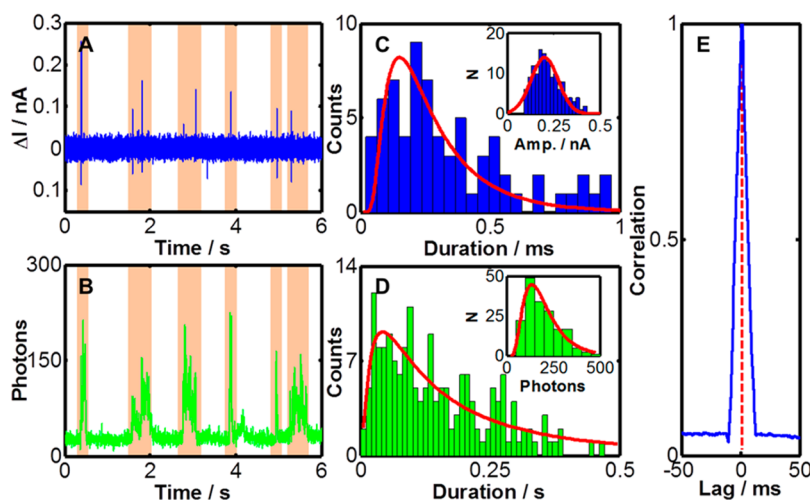 A
0.3
0.2
0.1
0
0.1
ΔI / nA
0 2 4 6
Time / s
B
300
150
0
Photons
0 2 4 6
Time / s
C
10
5
0
Counts
0 0.5 1
Duration / ms
20
10
0
N
0 0.25 0.5
Amp. / nA
D
14
7
0
Counts
0 0.25 0.5
Duration / s
50
25
0
N
0 250 500
Photons
E
1
0.5
0
Correlation
-50 0 50
Lag / ms